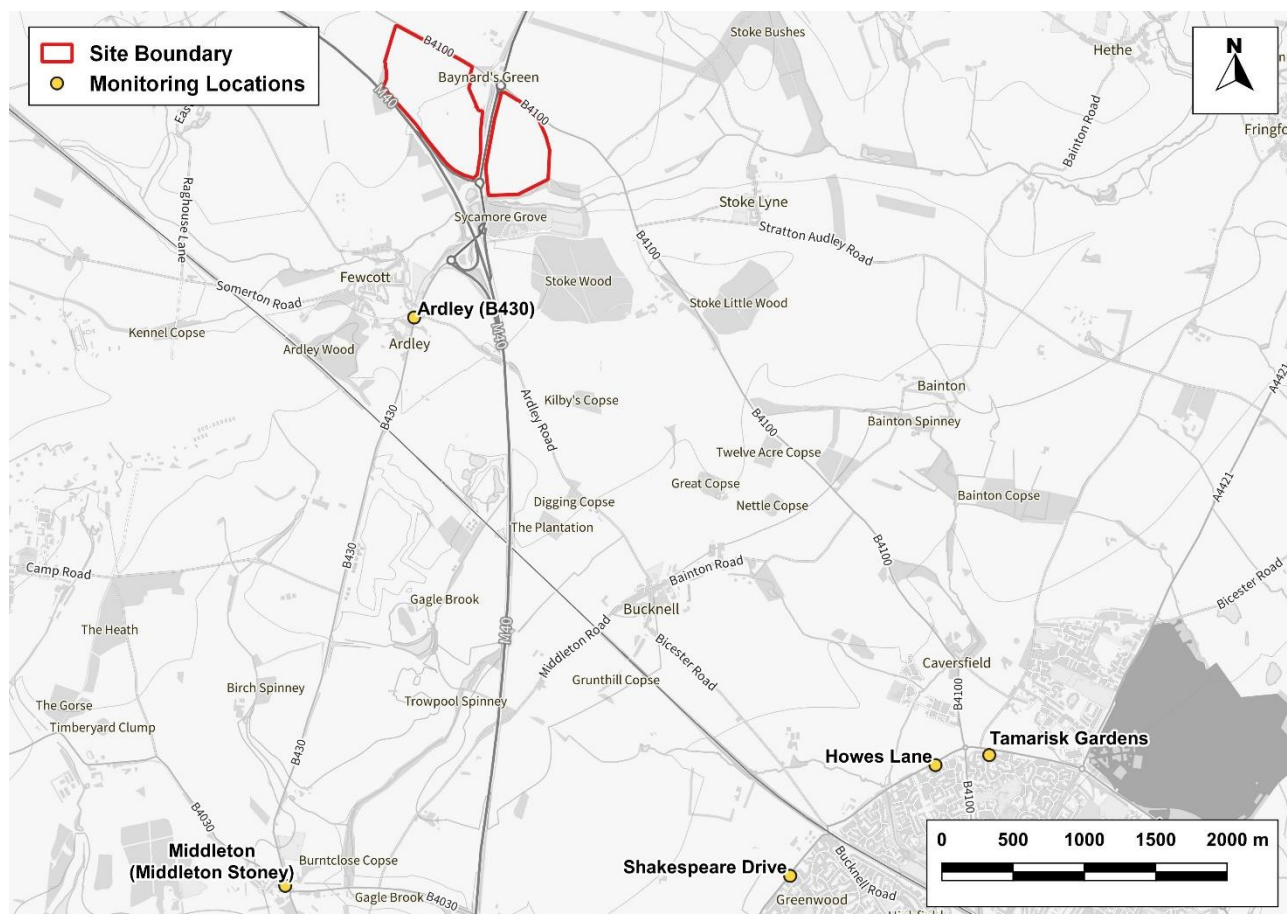 Site Boundary
Monitoring Locations
N
B4100
Baynard's Green
M40
B4100
Stoke Bushes
Hethe
Bainton Road
Raghouse Lane
Sycamore Grove
Stoke Lyne
Stratton Audley Road
B4100
Fewcott
Somerton Road
Stoke Wood
Stoke Little Wood
Kennel Copse
Ardley (B430)
Ardley Wood
Ardley
M40
A4421
Ardley Road
Kilby's Copse
Bainton
Bainton Spinney
B430
B4100
Twelve Acre Copse
Great Copse
Nettle Copse
Bainton Copse
A4421
Digging Copse
The Plantation
B430
B4100
Camp Road
Bainton Road
Bicester Road
Gagle Brook
Bucknell
The Heath
M40
Middleton Road
Bicester Road
Caversfield
Birch Spinney
Trowpool Spinney
Grunthill Copse
B4100
The Gorse
Timberyard Clump
B430
Howes Lane
Tamarisk Gardens
B4030
B4100
0 500 1000 1500 2000 m
Middleton
(Middleton Stoney)
Burntclose Copse
Shakespeare Drive
Bucknell Road
Gagle Brook
B4030
Greenwood